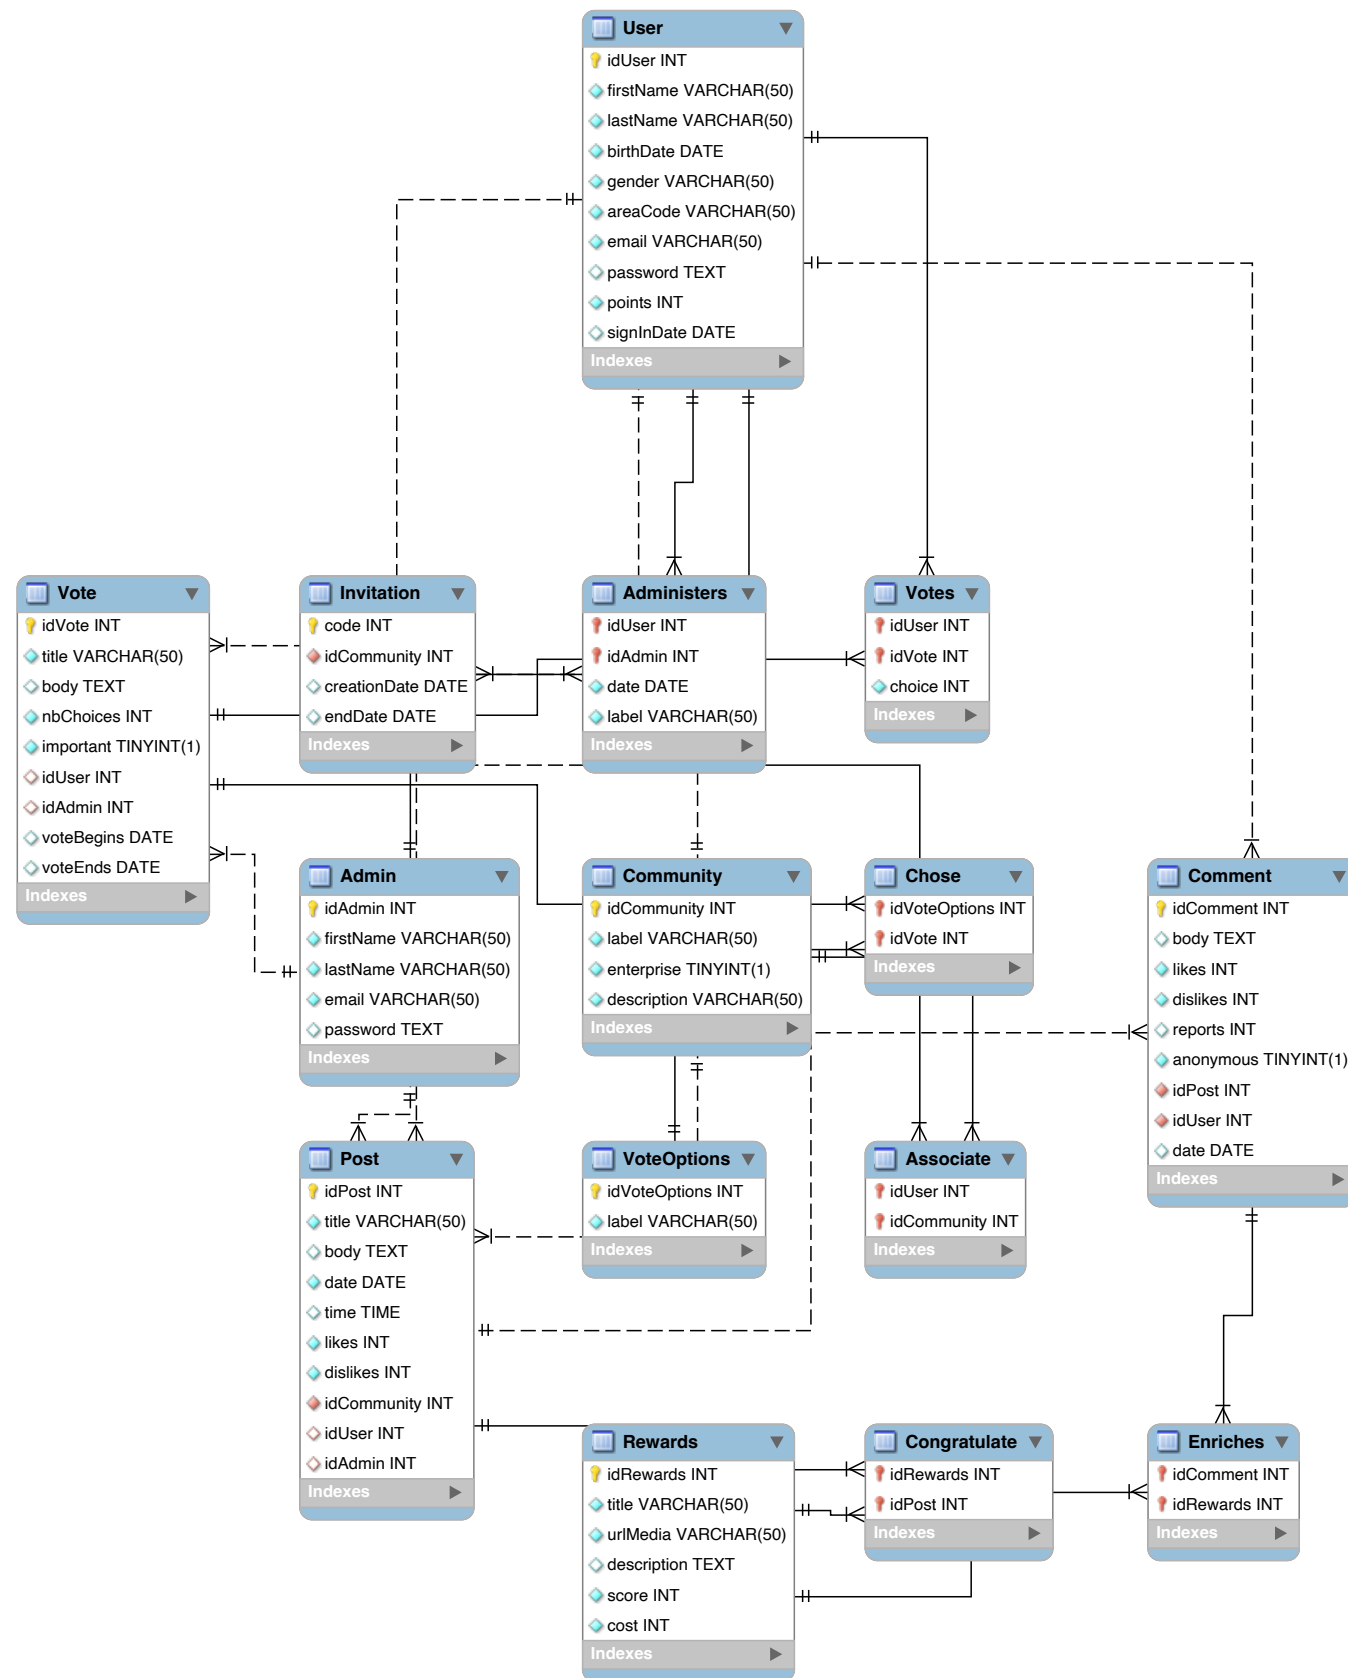 User
idUser INT
firstName VARCHAR(50)
lastName VARCHAR(50)
birthDate DATE
gender VARCHAR(50)
areaCode VARCHAR(50)
email VARCHAR(50)
password TEXT
points INT
signInDate DATE
Indexes
Vote
idVote INT
title VARCHAR(50)
body TEXT
nbChoices INT
important TINYINT(1)
idUser INT
idAdmin INT
voteBegins DATE
voteEnds DATE
Indexes
Invitation
code INT
idCommunity INT
creationDate DATE
endDate DATE
Indexes
Administers
idUser INT
idAdmin INT
date DATE
label VARCHAR(50)
Indexes
Votes
idUser INT
idVote INT
choice INT
Indexes
Admin
idAdmin INT
firstName VARCHAR(50)
lastName VARCHAR(50)
email VARCHAR(50)
password TEXT
Indexes
Community
idCommunity INT
label VARCHAR(50)
enterprise TINYINT(1)
description VARCHAR(50)
Indexes
Chose
idVoteOptions INT
idVote INT
Indexes
Comment
idComment INT
body TEXT
likes INT
dislikes INT
reports INT
anonymous TINYINT(1)
idPost INT
idUser INT
date DATE
Indexes
Post
idPost INT
title VARCHAR(50)
body TEXT
date DATE
time TIME
likes INT
dislikes INT
idCommunity INT
idUser INT
idAdmin INT
Indexes
VoteOptions
idVoteOptions INT
label VARCHAR(50)
Indexes
Associate
idUser INT
idCommunity INT
Indexes
Rewards
idRewards INT
title VARCHAR(50)
urlMedia VARCHAR(50)
description TEXT
score INT
cost INT
Indexes
Congratulate
idRewards INT
idPost INT
Indexes
Enriches
idComment INT
idRewards INT
Indexes